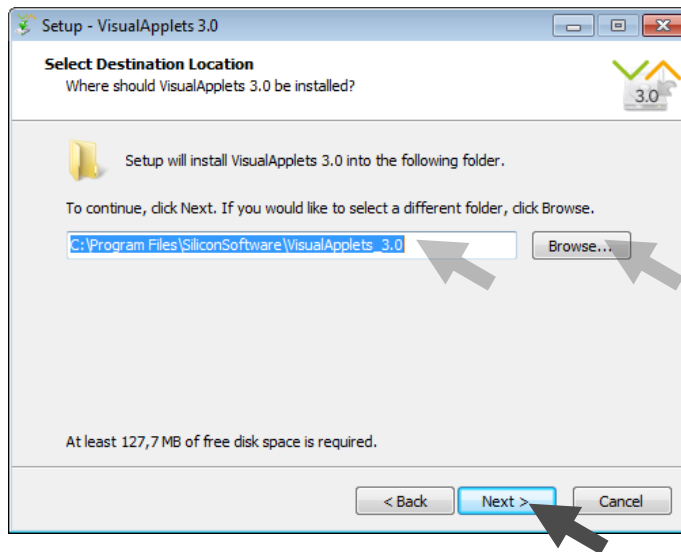 Setup - VisualApplets 3.0
Select Destination Location
Where should VisualApplets 3.0 be installed?
3.0
Setup will install VisualApplets 3.0 into the following folder.
To continue, click Next. If you would like to select a different folder, click Browse.
C:\Program Files\SiliconSoftware\VisualApplets_3.0
Browse...
At least 127,7 MB of free disk space is required.
< Back
Next >
Cancel